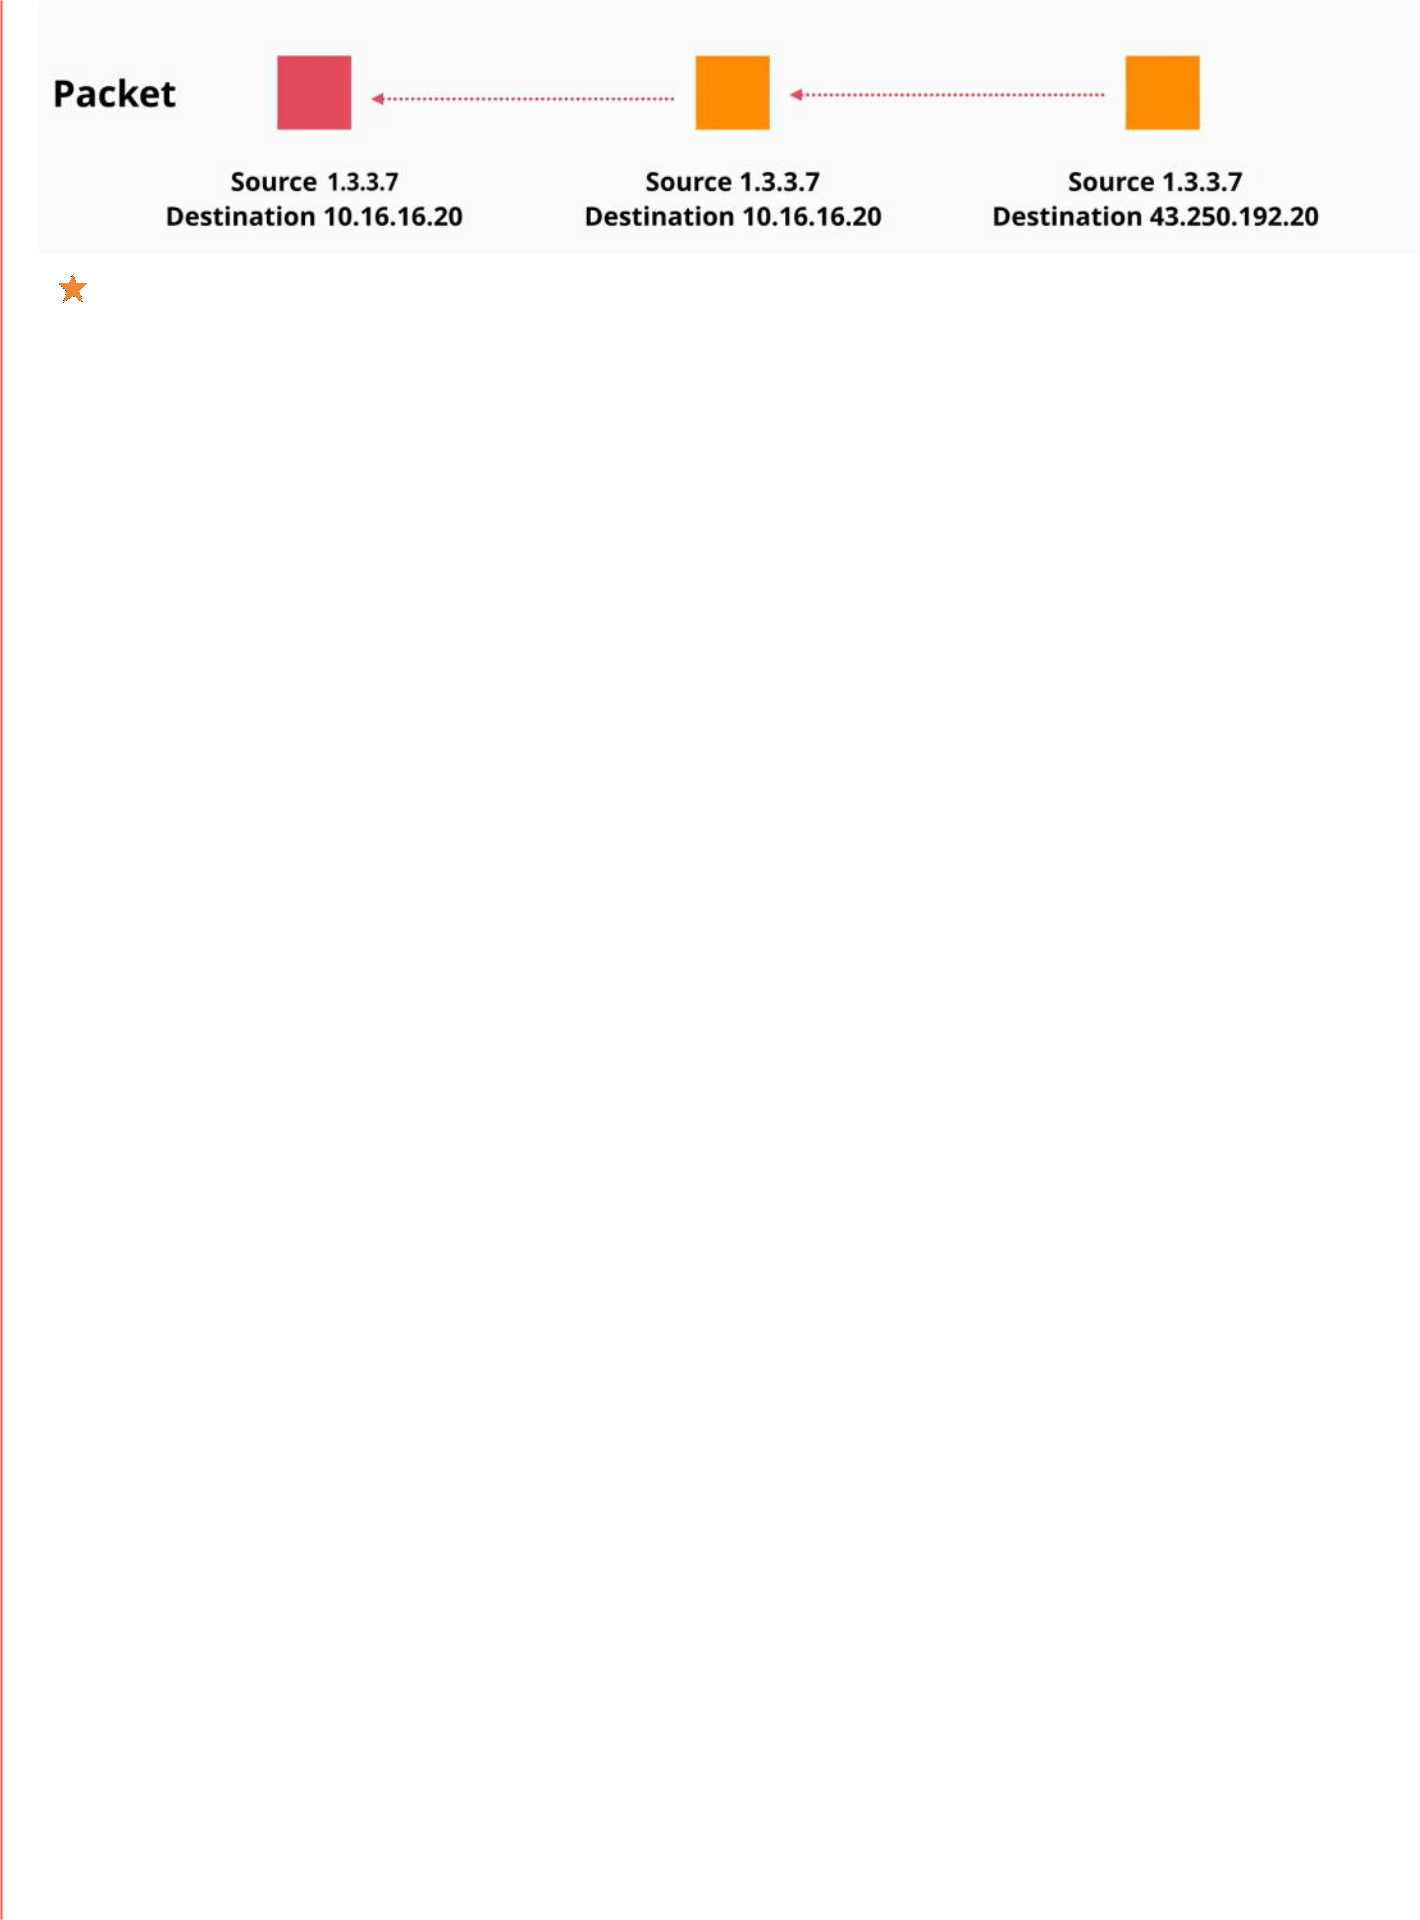 Packet
Source 1.3.3.7
Destination 10.16.16.20
Source 1.3.3.7
Destination 10.16.16.20
Source 1.3.3.7
Destination 43.250.192.20